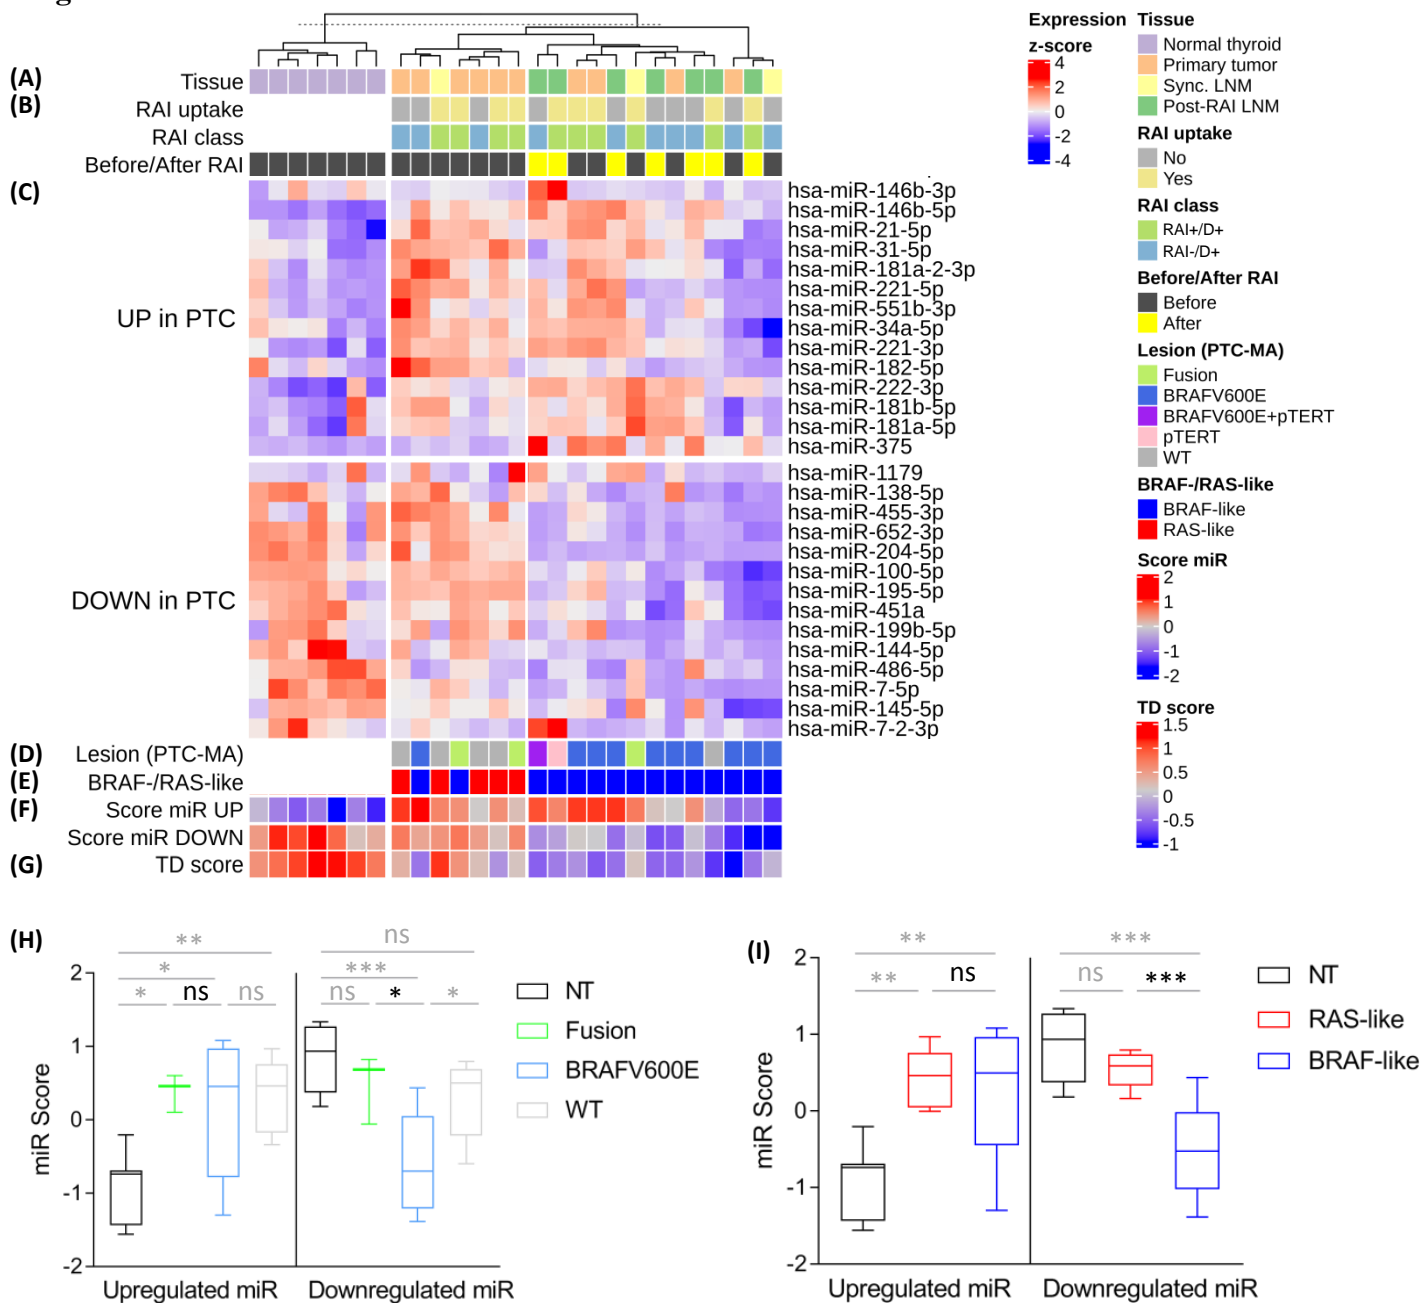 (A)
Tissue
(B)
RAI uptake
RAI class
Before/After RAI
(C)
UP in PTC
DOWN in PTC
hsa-miR-146b-3p
hsa-miR-146b-5p
hsa-miR-21-5p
hsa-miR-31-5p
hsa-miR-181a-2-3p
hsa-miR-221-5p
hsa-miR-551b-3p
hsa-miR-34a-5p
hsa-miR-221-3p
hsa-miR-182-5p
hsa-miR-222-3p
hsa-miR-181b-5p
hsa-miR-181a-5p
hsa-miR-375
hsa-miR-1179
hsa-miR-138-5p
hsa-miR-455-3p
hsa-miR-652-3p
hsa-miR-204-5p
hsa-miR-100-5p
hsa-miR-195-5p
hsa-miR-451a
hsa-miR-199b-5p
hsa-miR-144-5p
hsa-miR-486-5p
hsa-miR-7-5p
hsa-miR-145-5p
hsa-miR-7-2-3p
(D)
Lesion (PTC-MA)
(E)
BRAF-/RAS-like
(F)
Score miR UP
Score miR DOWN
(G)
TD score
Expression
z-score
4
2
0
-2
-4
Tissue
Normal thyroid
Primary tumor
Sync. LNM
Post-RAI LNM
RAI uptake
No
Yes
RAI class
RAI+/D+
RAI-/D+
Before/After RAI
Before
After
Lesion (PTC-MA)
Fusion
BRAFV600E
BRAFV600E+pTERT
pTERT
WT
BRAF-/RAS-like
BRAF-like
RAS-like
Score miR
2
1
0
-1
-2
TD score
1.5
1
0.5
0
-0.5
-1
(H)
miR Score
2
1
0
-1
-2
**
*
* ns ns
ns
***
ns * *
Upregulated miR Downregulated miR
NT
Fusion
BRAFV600E
WT
(I)
miR Score
2
1
0
-1
-2
**
** ns
***
ns ***
Upregulated miR Downregulated miR
NT
RAS-like
BRAF-like